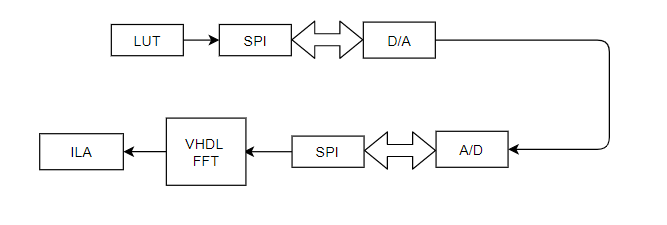 LUT
SPI
D/A
ILA
VHDL
FFT
SPI
A/D